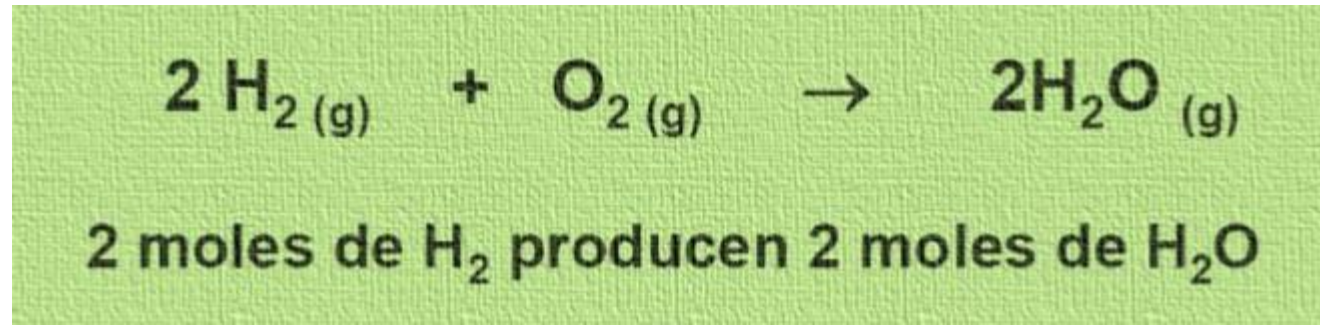 2 H₂ (g) + O₂ (g) → 2H₂O (g)
2 moles de H₂ producen 2 moles de H₂O